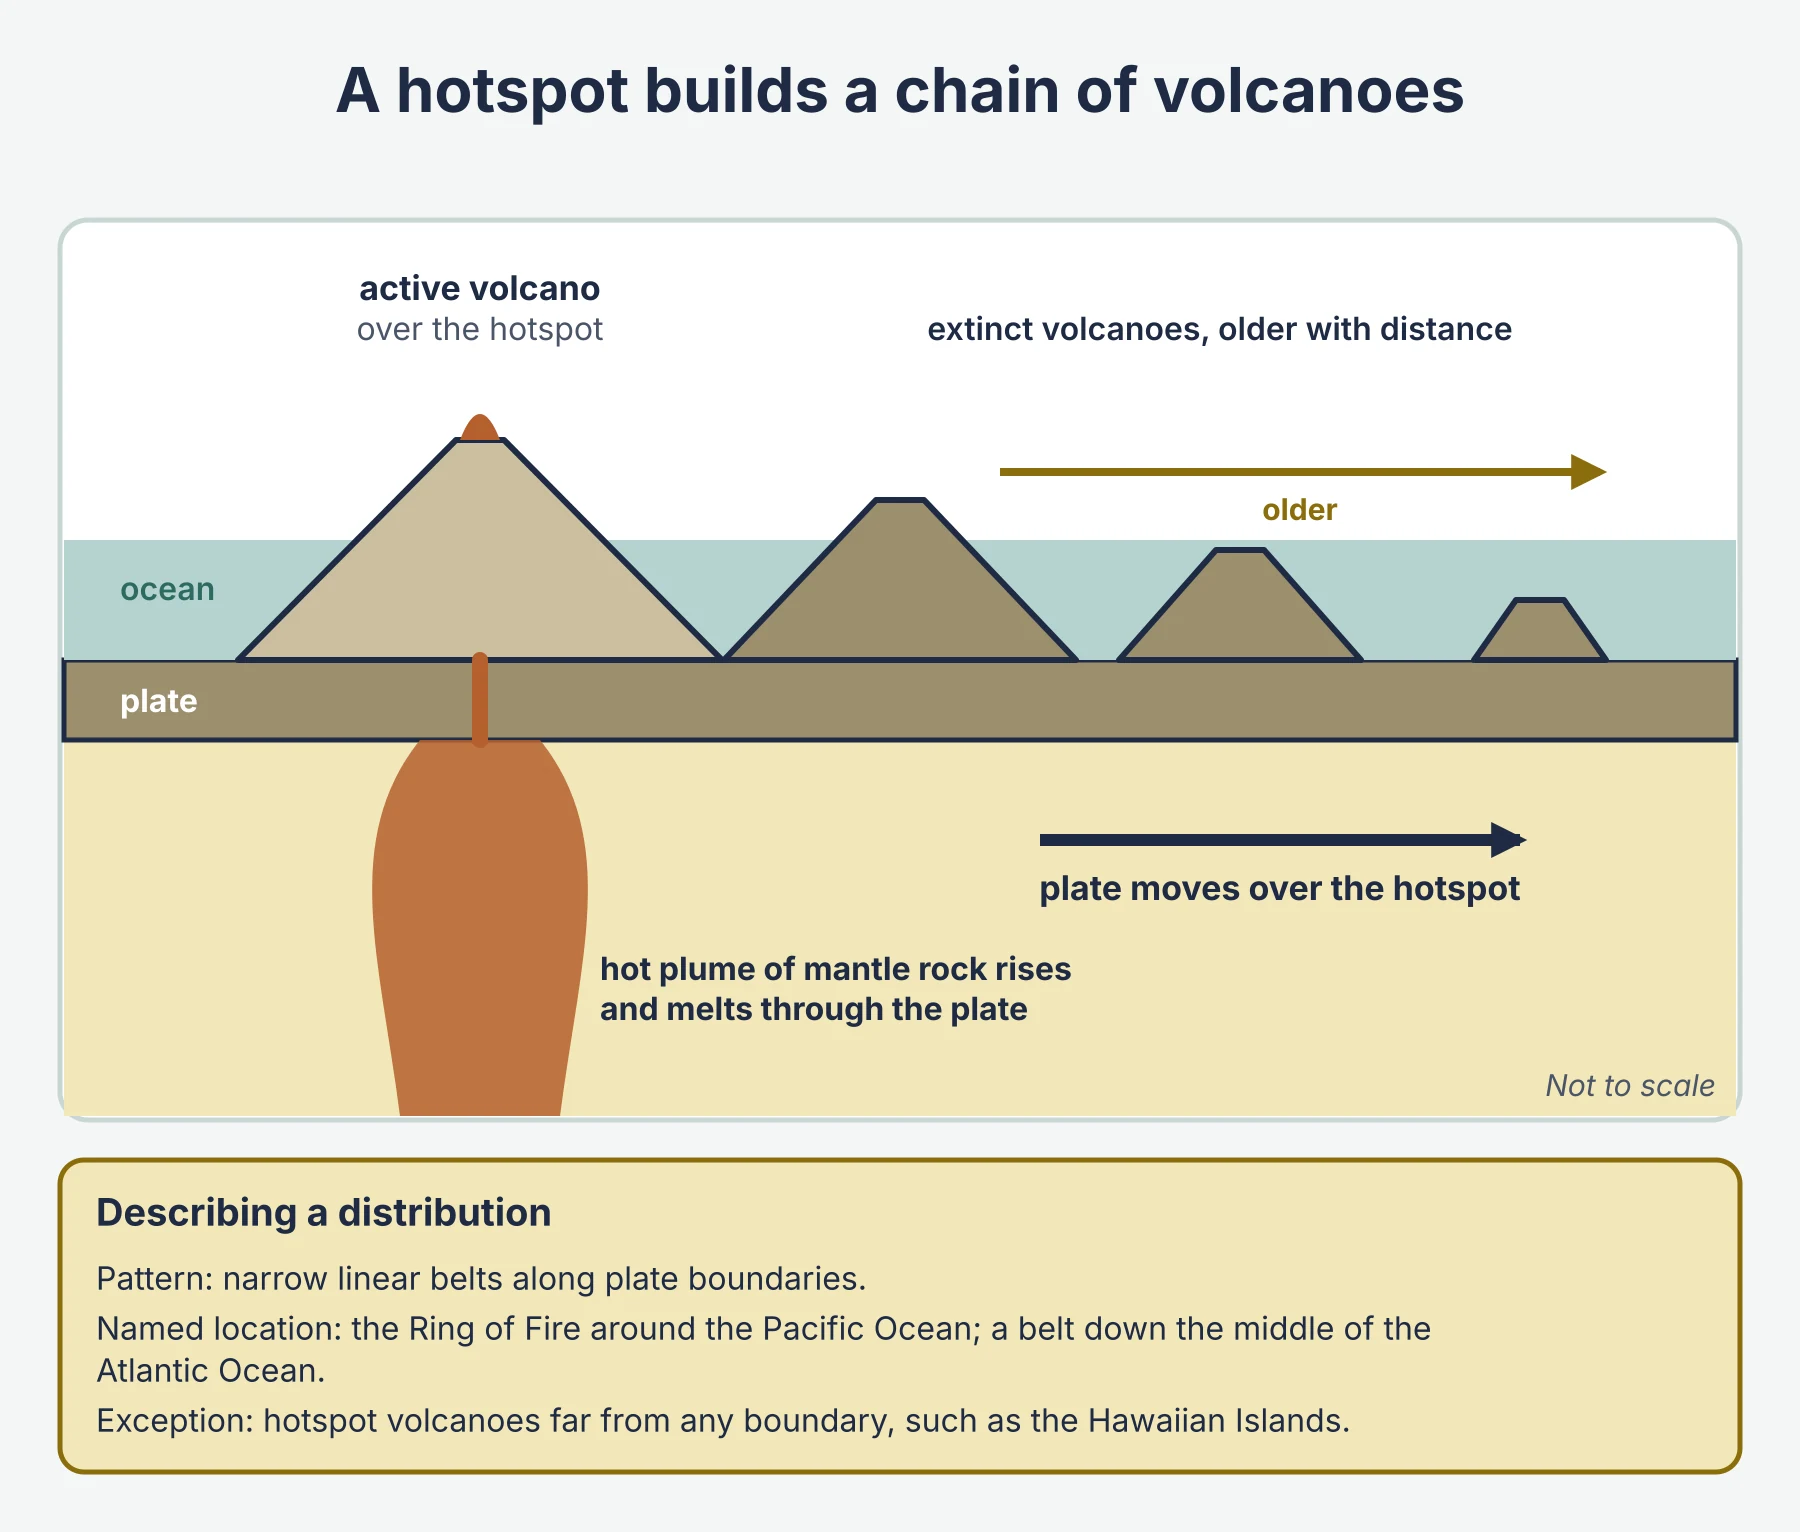 A hotspot builds a chain of volcanoes
active volcano
over the hotspot
extinct volcanoes, older with distance
older
ocean
plate
plate moves over the hotspot
hot plume of mantle rock rises
and melts through the plate
Not to scale
Describing a distribution
Pattern: narrow linear belts along plate boundaries.
Named location: the Ring of Fire around the Pacific Ocean; a belt down the middle of the
Atlantic Ocean.
Exception: hotspot volcanoes far from any boundary, such as the Hawaiian Islands.